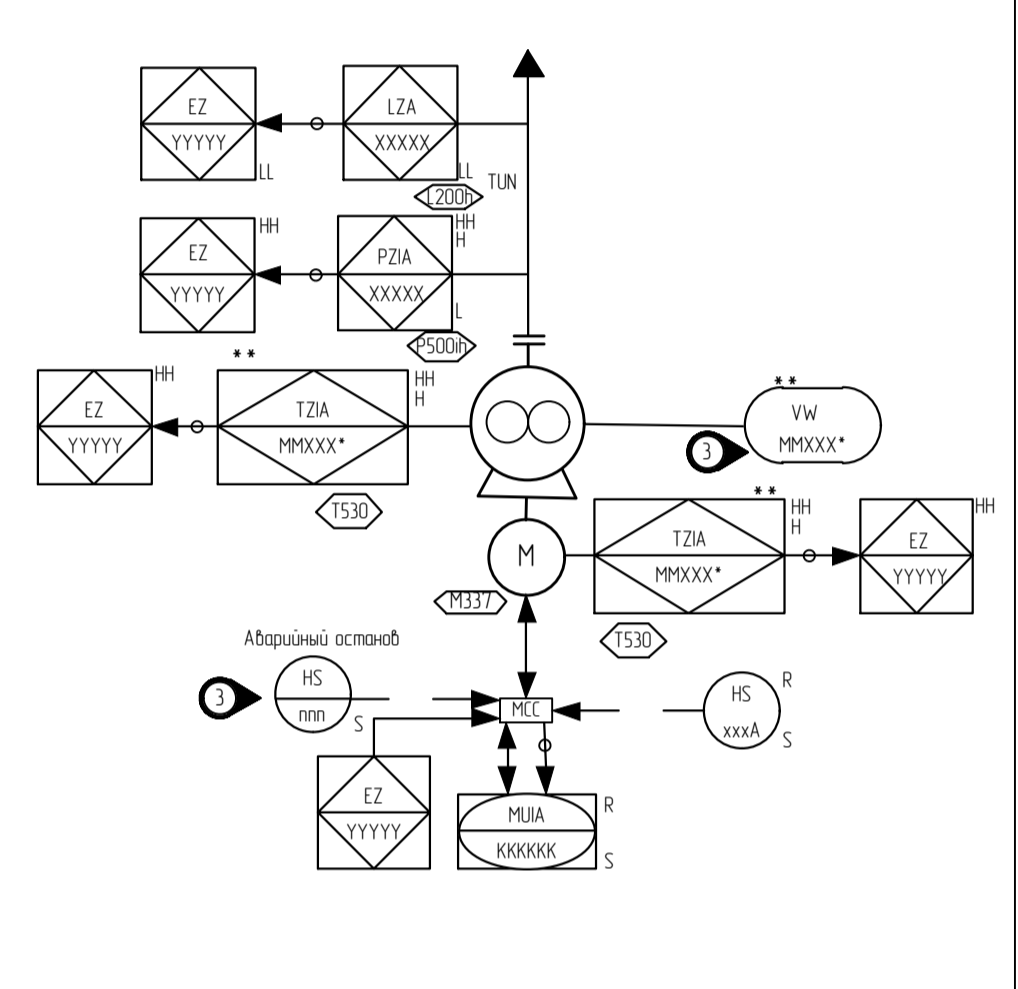 EZ
YYYYY
LL
LZA
XXXXX
LL
L200h
TUN
EZ
YYYYY
HH
PZIA
XXXXX
HH
H
L
P500ih
**
EZ
YYYYY
HH
TZIA
MMXXX*
HH
H
T530
**
VW
MMXXX*
3
**
TZIA
MMXXX*
HH
H
EZ
YYYYY
HH
M
M337
T530
Аварийный останов
3
HS
nnn
S
MCC
HS
xxxA
R
S
EZ
YYYYY
MUIA
KKKKKK
R
S